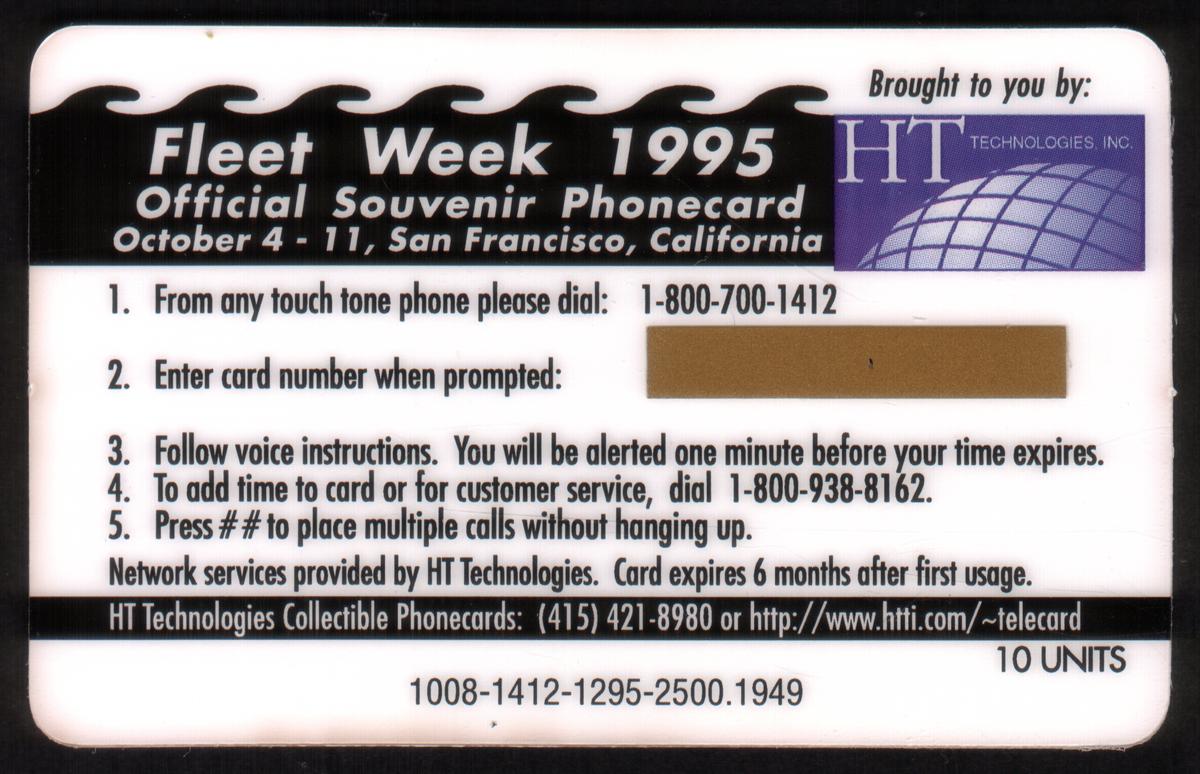 Brought to you by:
HT TECHNOLOGIES, INC.
Fleet Week 1995
Official Souvenir Phonecard
October 4 - 11, San Francisco, California
1. From any touch tone phone please dial: 1-800-700-1412
2. Enter card number when prompted:
3. Follow voice instructions. You will be alerted one minute before your time expires.
4. To add time to card or for customer service, dial 1-800-938-8162.
5. Press ## to place multiple calls without hanging up.
Network services provided by HT Technologies. Card expires 6 months after first usage.
HT Technologies Collectible Phonecards: (415) 421-8980 or http://www.htti.com/~telecard
10 UNITS
1008-1412-1295-2500.1949